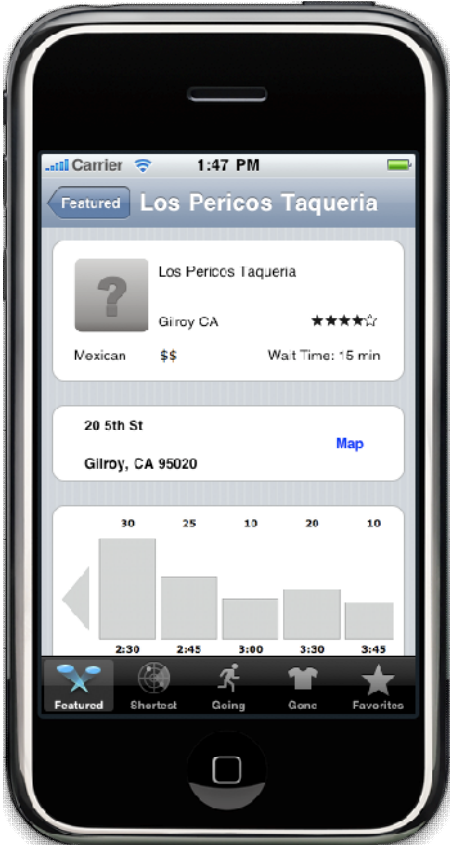 Carrier 1:47 PM
Featured Los Pericos Taqueria
?
Los Pericos Taqueria
Gilroy CA ★★★★☆
Mexican $$ Wait Time: 15 min
20 5th St
Map
Gilroy, CA 95020
30 25 10 20 10
2:30 2:45 3:00 3:30 3:45
Featured Shortest Going Gone Favorites